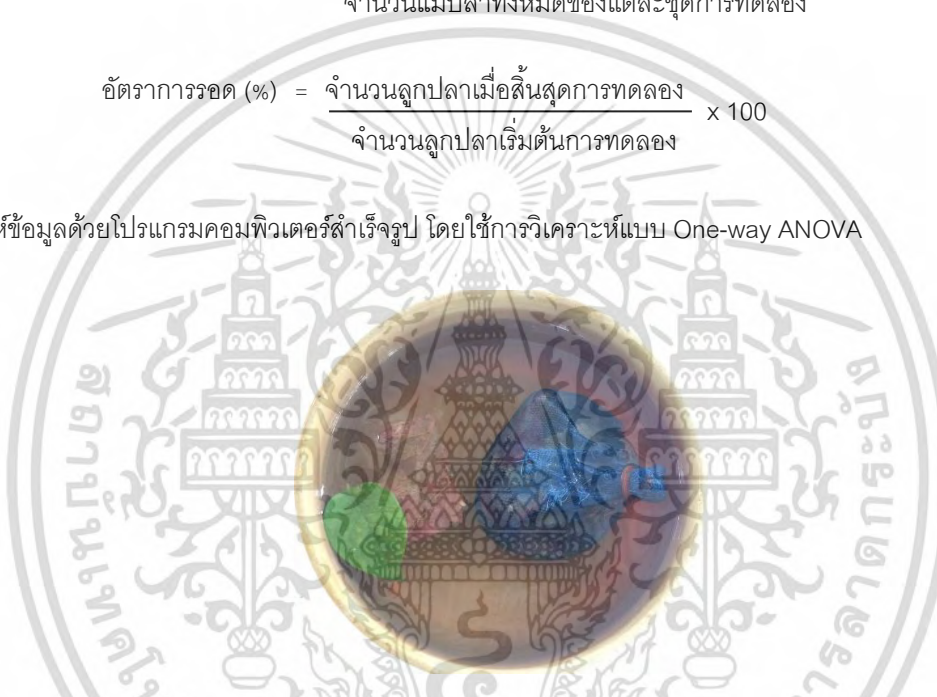 จำนวนแม่ปลาทั้งหมดของแต่ละชุดการทดลอง
อัตราการรอด (%) = จำนวนลูกปลาเมื่อสิ้นสุดการทดลอง x 100
จำนวนลูกปลาเริ่มต้นการทดลอง
ห์ข้อมูลด้วยโปรแกรมคอมพิวเตอร์สำเร็จรูป โดยใช้การวิเคราะห์แบบ One-way ANOVA